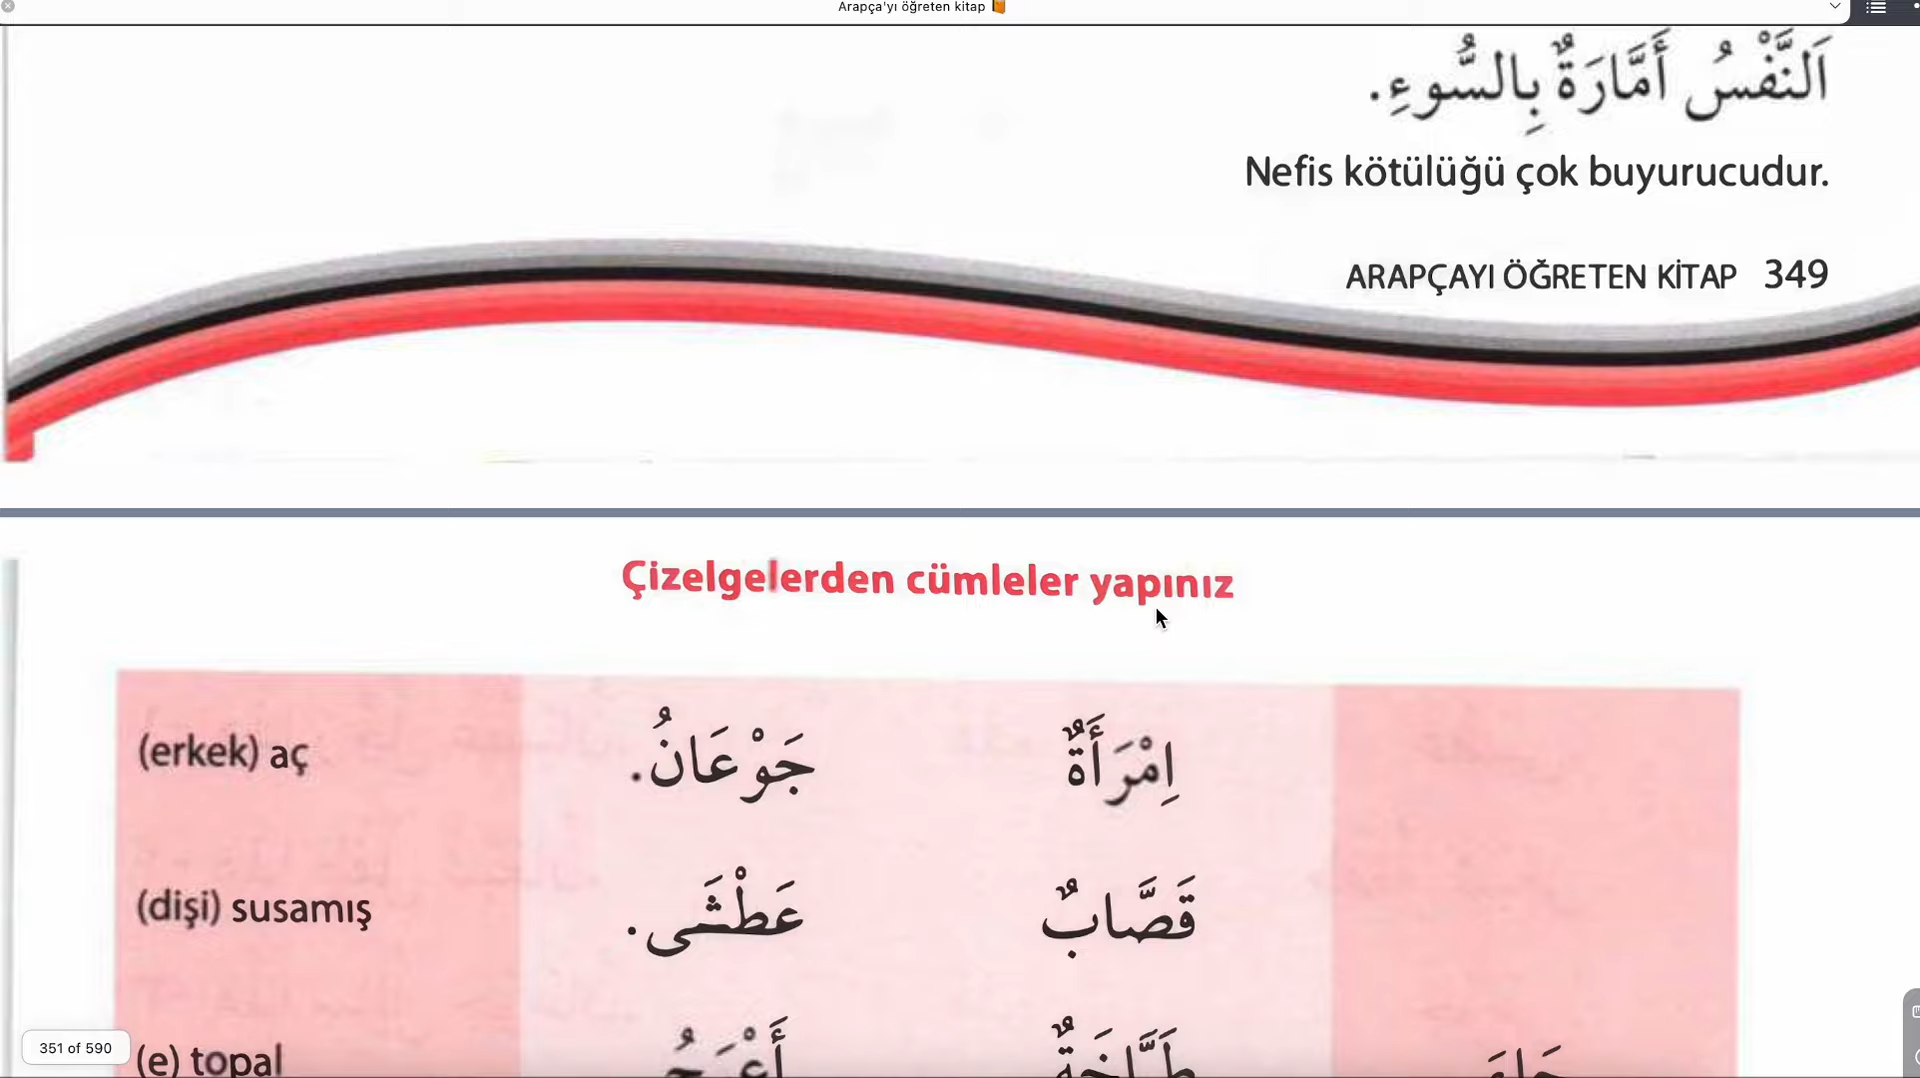 Arapça'yı öğreten kitap 📙
اَلنَّفْسُ أَمَّارَةٌ بِالسُّوءِ.
Nefis kötülüğü çok buyurucudur.
ARAPÇAYI ÖĞRETEN KİTAP 349
Çizelgelerden cümleler yapınız
اِمْرَأَةٌ جَوْعَانُ. (erkek) aç
قَصَّابٌ عَطْشَى. (dişi) susamış
طَبَّاخَةٌ أَعْرَجُ (e) topal
351 of 590